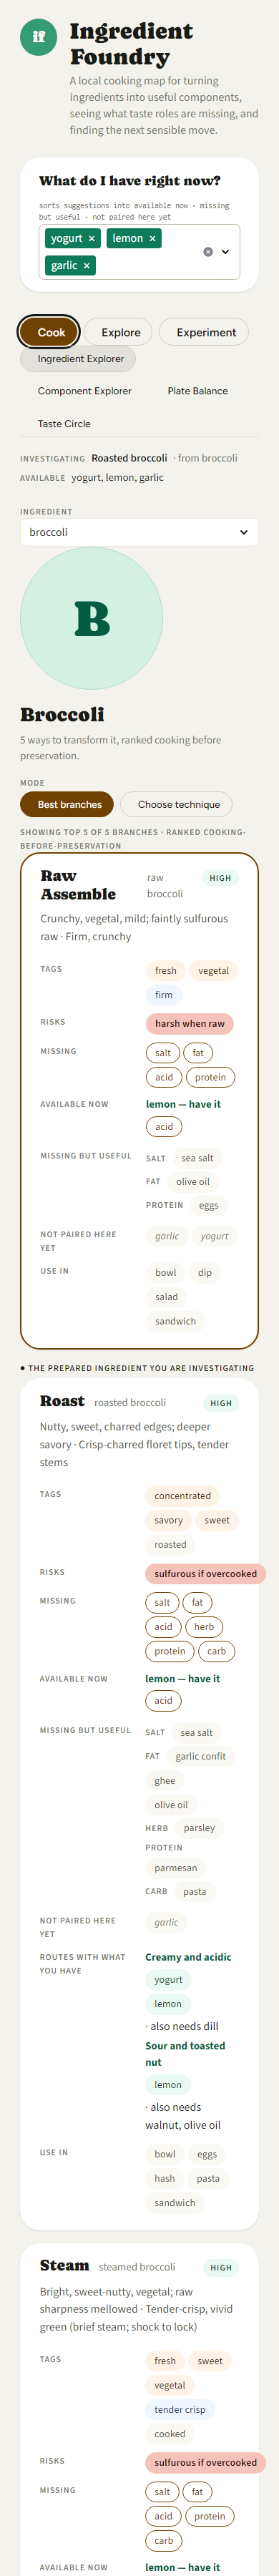 if
Ingredient
Foundry
A local cooking map for turning
ingredients into useful components,
seeing what taste roles are missing, and
finding the next sensible move.
What do I have right now?
sorts suggestions into available now · missing
but useful · not paired here yet
yogurt × lemon ×
garlic ×
Cook Explore Experiment
Ingredient Explorer
Component Explorer Plate Balance
Taste Circle
INVESTIGATING Roasted broccoli · from broccoli
AVAILABLE yogurt, lemon, garlic
INGREDIENT
broccoli
B
Broccoli
5 ways to transform it, ranked cooking before
preservation.
MODE
Best branches Choose technique
SHOWING TOP 5 OF 5 BRANCHES · RANKED COOKING-
BEFORE-PRESERVATION
Raw
Assemble
raw
broccoli
HIGH
Crunchy, vegetal, mild; faintly sulfurous
raw · Firm, crunchy
TAGS fresh vegetal
firm
RISKS harsh when raw
MISSING salt fat
acid protein
AVAILABLE NOW lemon — have it
acid
MISSING BUT USEFUL SALT sea salt
FAT olive oil
PROTEIN eggs
NOT PAIRED HERE
YET
garlic yogurt
USE IN bowl dip
salad
sandwich
• THE PREPARED INGREDIENT YOU ARE INVESTIGATING
Roast roasted broccoli HIGH
Nutty, sweet, charred edges; deeper
savory · Crisp-charred floret tips, tender
stems
TAGS concentrated
savory sweet
roasted
RISKS sulfurous if overcooked
MISSING salt fat
acid herb
protein carb
AVAILABLE NOW lemon — have it
acid
MISSING BUT USEFUL SALT sea salt
FAT garlic confit
ghee
olive oil
HERB parsley
PROTEIN
parmesan
CARB pasta
NOT PAIRED HERE
YET
garlic
ROUTES WITH WHAT
YOU HAVE
Creamy and acidic
yogurt
lemon
· also needs dill
Sour and toasted
nut
lemon
· also needs
walnut, olive oil
USE IN bowl eggs
hash pasta
sandwich
Steam steamed broccoli HIGH
Bright, sweet-nutty, vegetal; raw
sharpness mellowed · Tender-crisp, vivid
green (brief steam; shock to lock)
TAGS fresh sweet
vegetal
tender crisp
cooked
RISKS sulfurous if overcooked
MISSING salt fat
acid protein
carb
AVAILABLE NOW lemon — have it